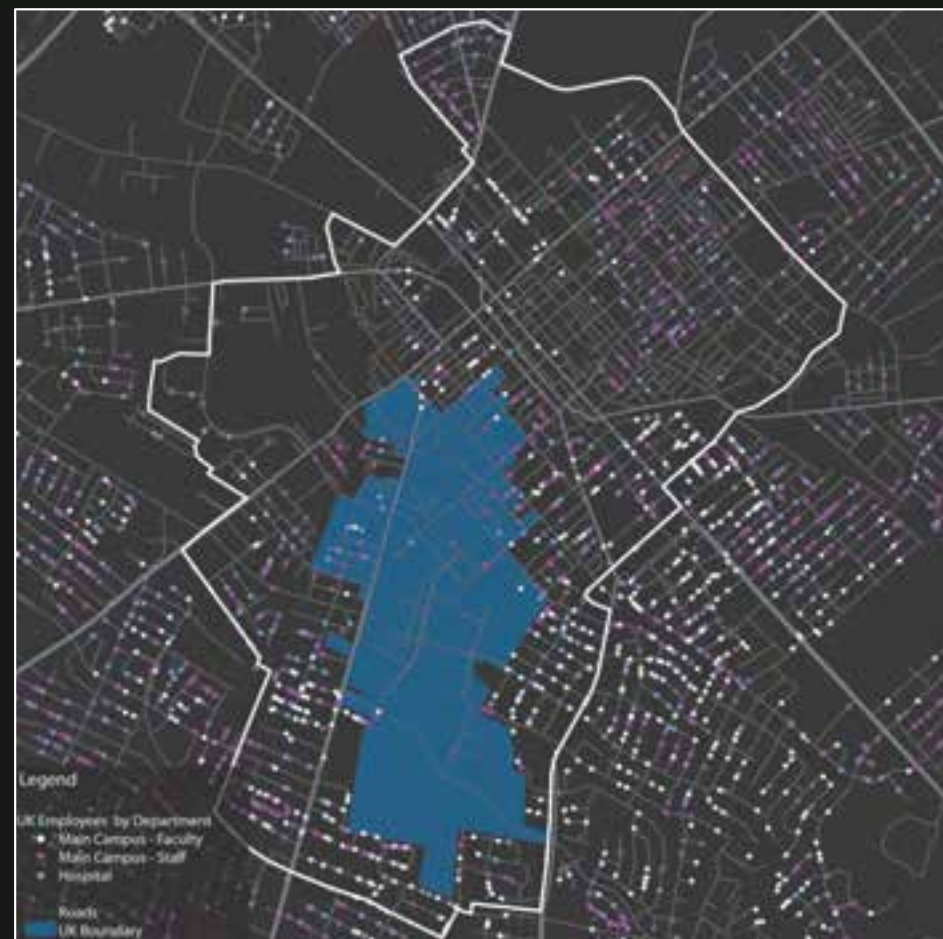 Legend
UK Employees by Department
Main Campus - Faculty
Main Campus - Staff
Hospital
Roads
UK Boundary